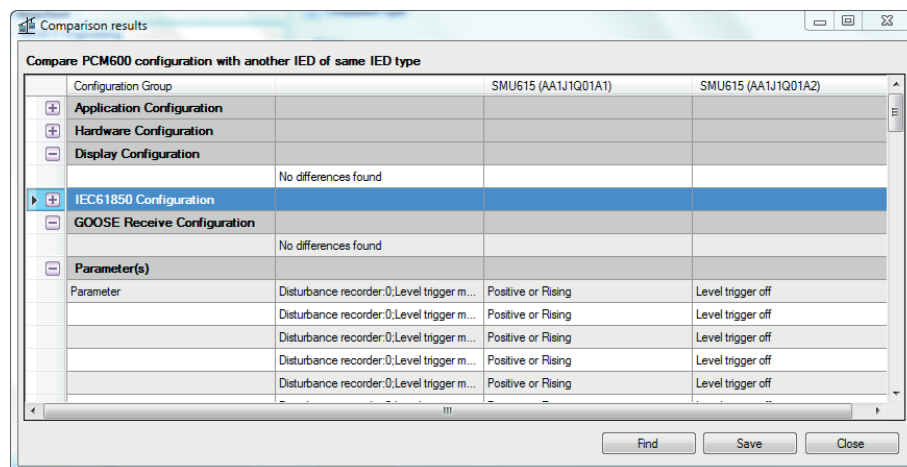 Comparison results
Compare PCM600 configuration with another IED of same IED type
Configuration Group SMU615 (AA1J1Q01A1) SMU615 (AA1J1Q01A2)
Application Configuration
Hardware Configuration
Display Configuration
No differences found
IEC61850 Configuration
GOOSE Receive Configuration
No differences found
Parameter(s)
Parameter Disturbance recorder:0;Level trigger m... Positive or Rising Level trigger off
Disturbance recorder:0;Level trigger m... Positive or Rising Level trigger off
Disturbance recorder:0;Level trigger m... Positive or Rising Level trigger off
Disturbance recorder:0;Level trigger m... Positive or Rising Level trigger off
Disturbance recorder:0;Level trigger m... Positive or Rising Level trigger off
Find Save Close